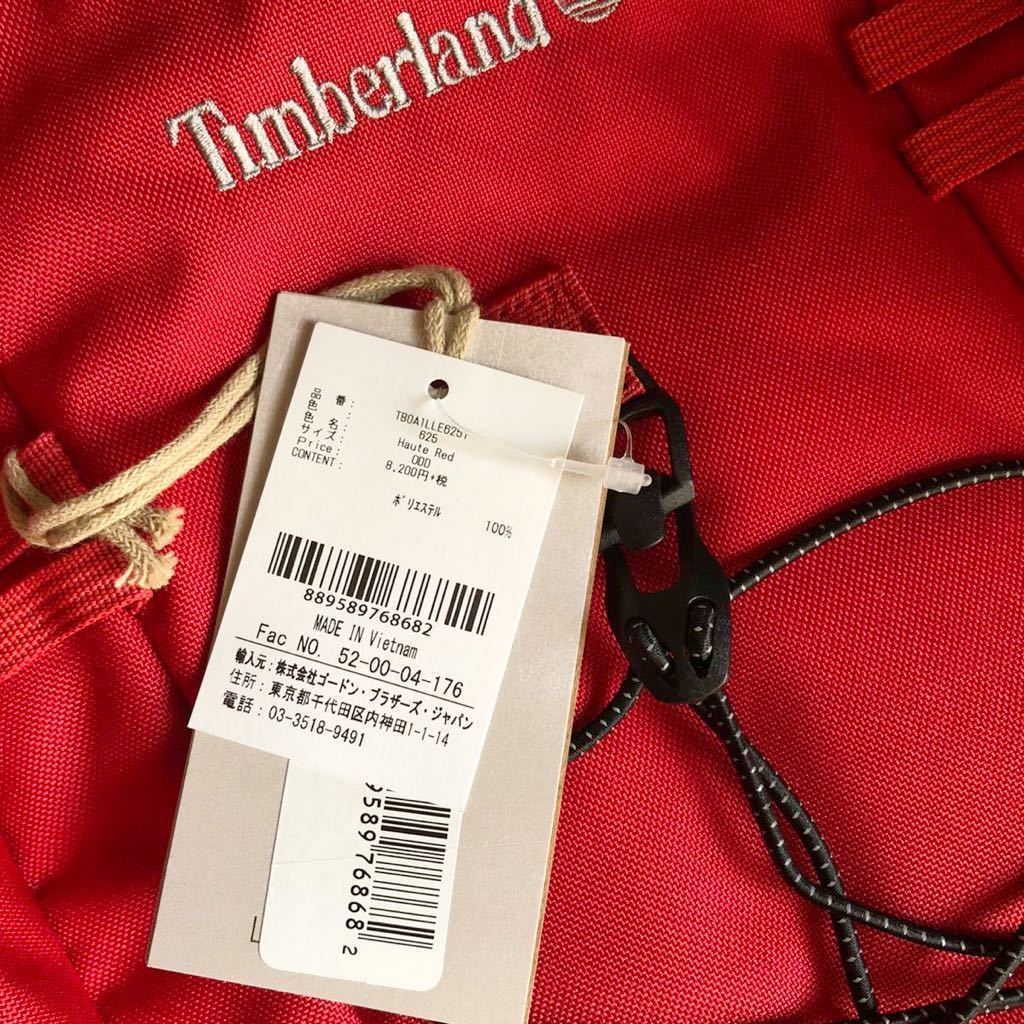 Timberland
品番: TB0A1LLE6251
色: 625
色名: Haute Red
サイズ: ODD
Price: 8,200円+税
CONTENT:
ポリエステル 100%
889589768682
MADE IN Vietnam
Fac NO. 52-00-04-176
輸入元:株式会社ゴードン・ブラザーズ・ジャパン
住所:東京都千代田区内神田1-1-14
電話:03-3518-9491
9589768682